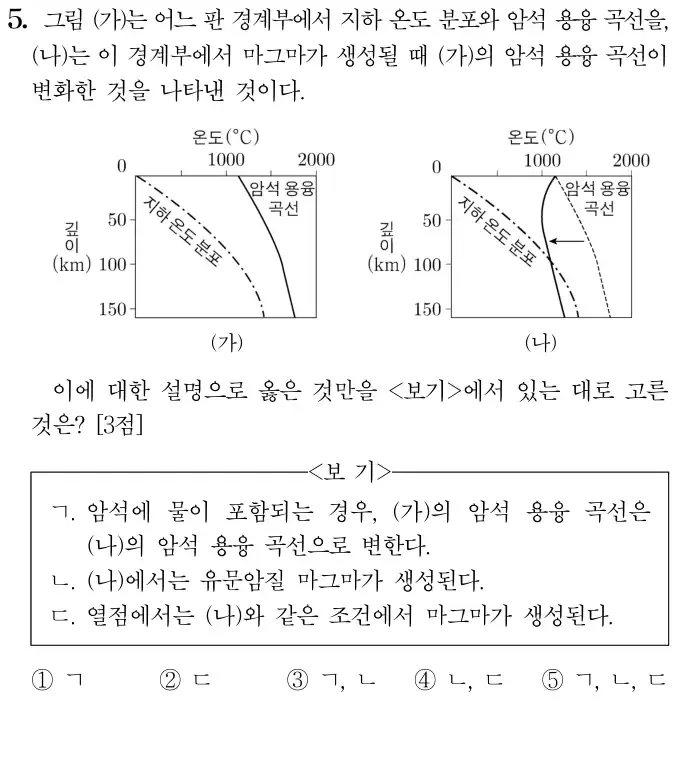 5. 그림 (가)는 어느 판 경계부에서 지하 온도 분포와 암석 용융 곡선을,
(나)는 이 경계부에서 마그마가 생성될 때 (가)의 암석 용융 곡선이
변화한 것을 나타낸 것이다.
온도(℃)
0 1000 2000
암석 용융
곡선
지하 온도 분포
깊
이
(km)
50
100
150
(가)
온도(℃)
0 1000 2000
암석 용융
곡선
지하 온도 분포
깊
이
(km)
50
100
150
(나)
이에 대한 설명으로 옳은 것만을 <보기>에서 있는 대로 고른
것은? [3점]
<보 기>
ㄱ. 암석에 물이 포함되는 경우, (가)의 암석 용융 곡선은
(나)의 암석 용융 곡선으로 변한다.
ㄴ. (나)에서는 유문암질 마그마가 생성된다.
ㄷ. 열점에서는 (나)와 같은 조건에서 마그마가 생성된다.
① ㄱ ② ㄷ ③ ㄱ, ㄴ ④ ㄴ, ㄷ ⑤ ㄱ, ㄴ, ㄷ